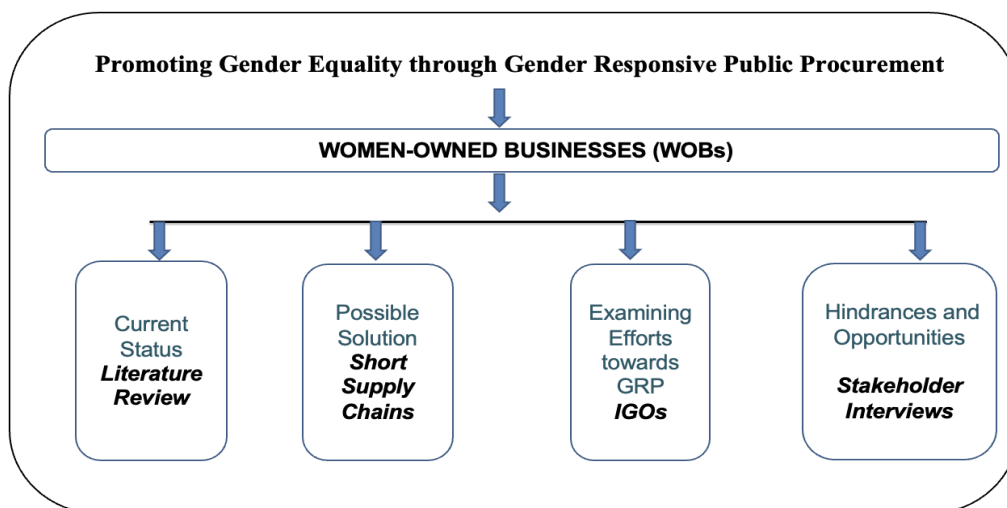 Promoting Gender Equality through Gender Responsive Public Procurement
WOMEN-OWNED BUSINESSES (WOBs)
Current
Status
Literature
Review
Possible
Solution
Short
Supply
Chains
Examining
Efforts
towards
GRP
IGOs
Hindrances and
Opportunities
Stakeholder
Interviews